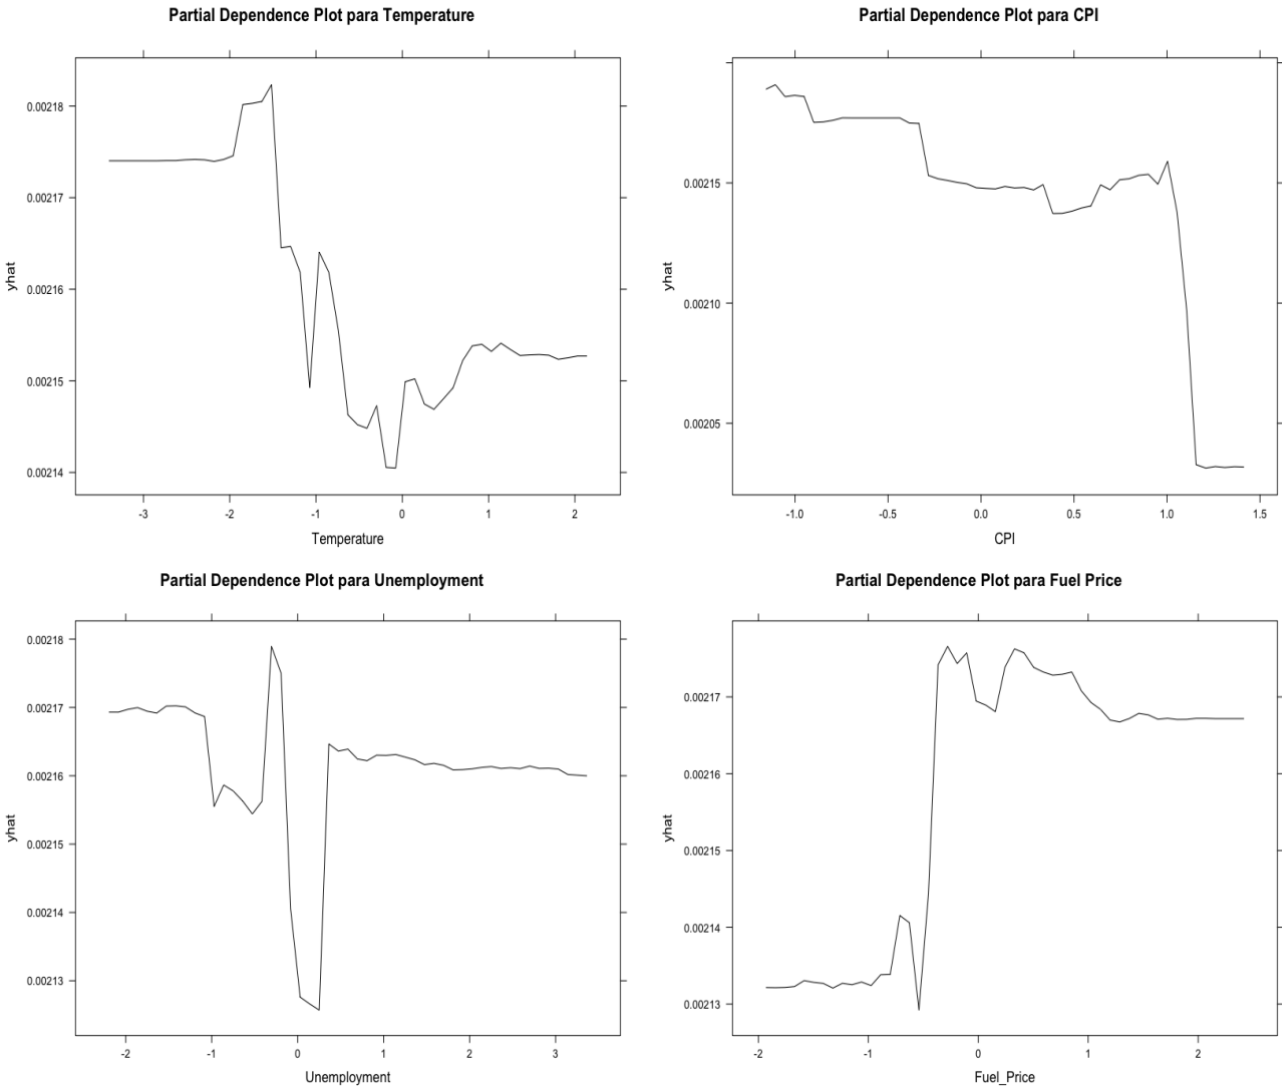 Partial Dependence Plot para Temperature
yhat
0.00218
0.00217
0.00216
0.00215
0.00214
-3 -2 -1 0 1 2
Temperature
Partial Dependence Plot para CPI
yhat
0.00215
0.00210
0.00205
-1.0 -0.5 0.0 0.5 1.0 1.5
CPI
Partial Dependence Plot para Unemployment
yhat
0.00218
0.00217
0.00216
0.00215
0.00214
0.00213
-2 -1 0 1 2 3
Unemployment
Partial Dependence Plot para Fuel Price
yhat
0.00217
0.00216
0.00215
0.00214
0.00213
-2 -1 0 1 2
Fuel_Price